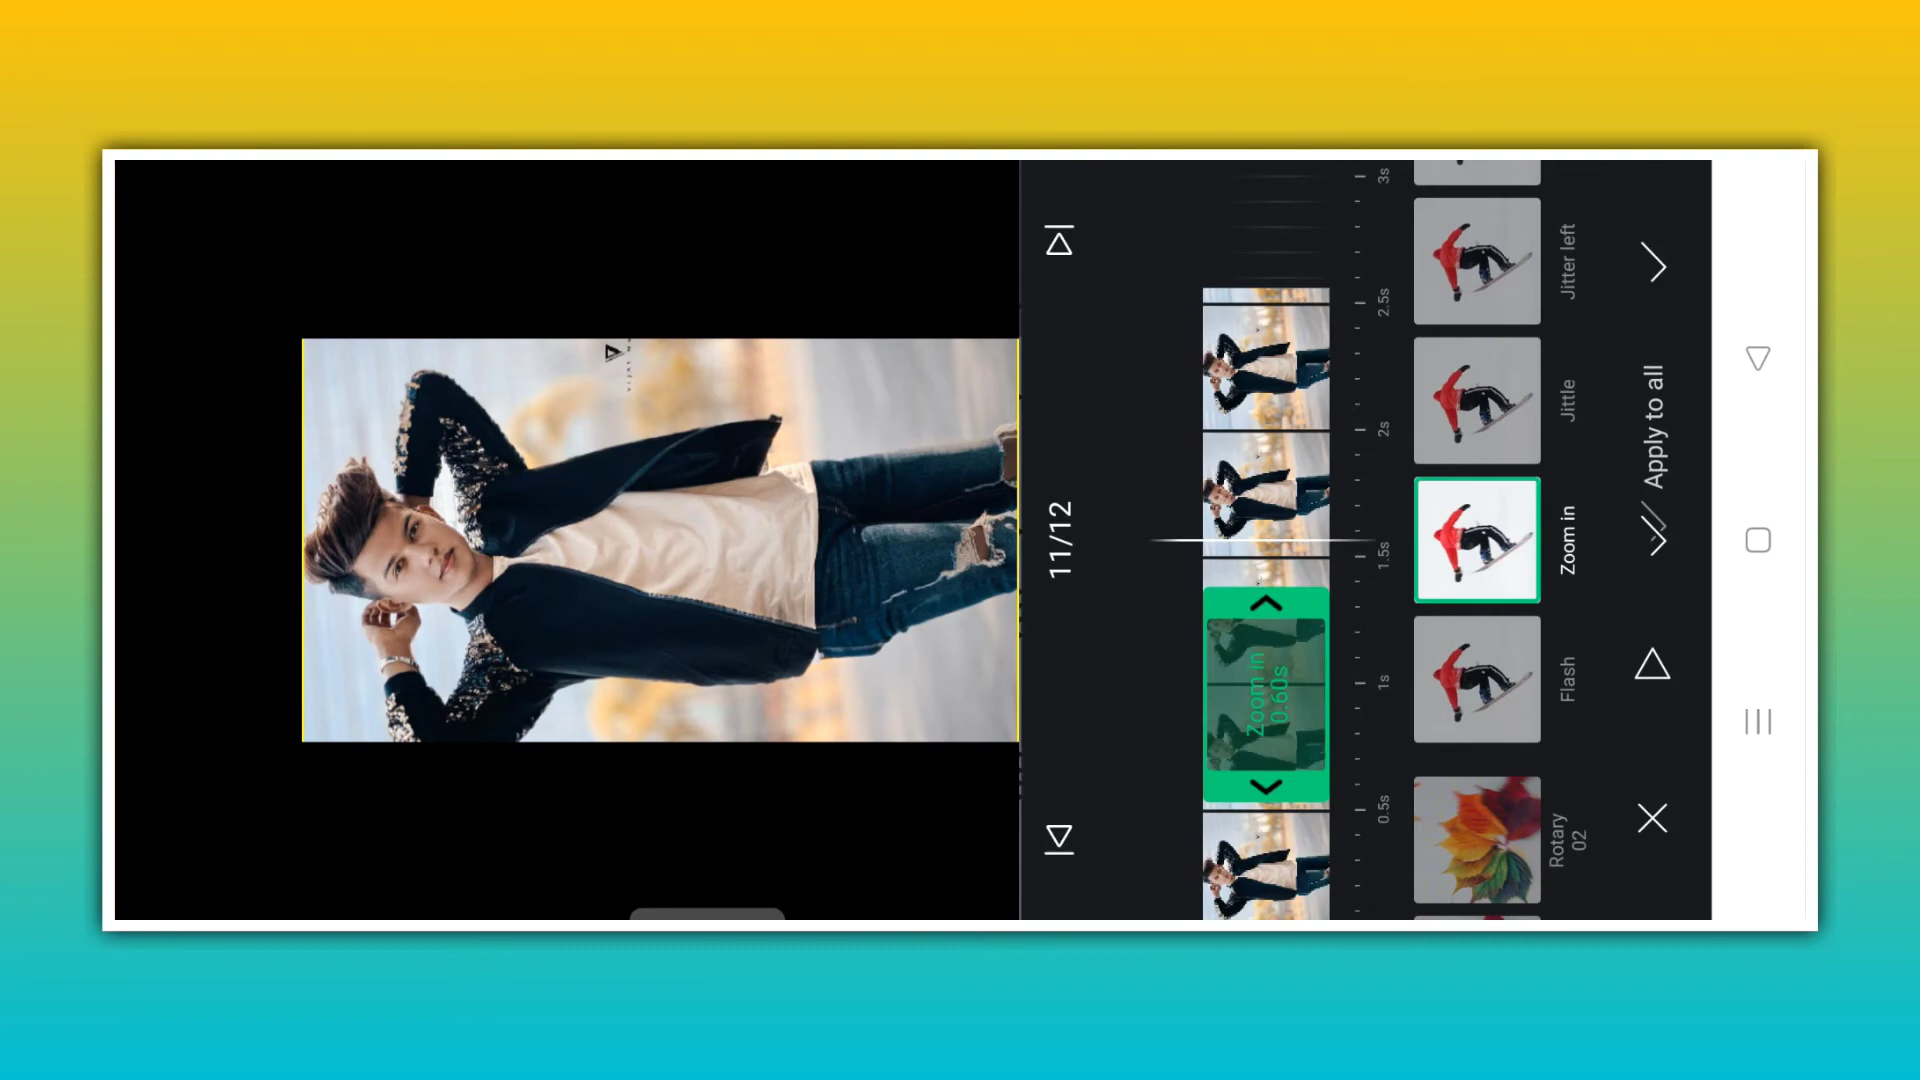 11/12
0.5s
1s
1.5s
2s
2.5s
3s
Zoom in
0.60s
Rotary
02
Flash
Zoom in
Jittle
Jitter left
Apply to all